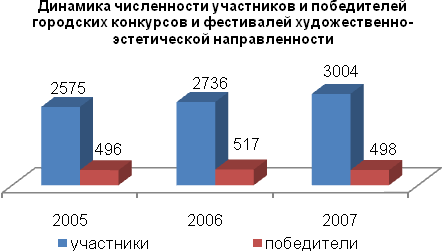 Динамика численности участников и победителей
городских конкурсов и фестивалей художественно-
эстетической направленности
2575
496
2736
517
3004
498
2005
2006
2007
участники
победители